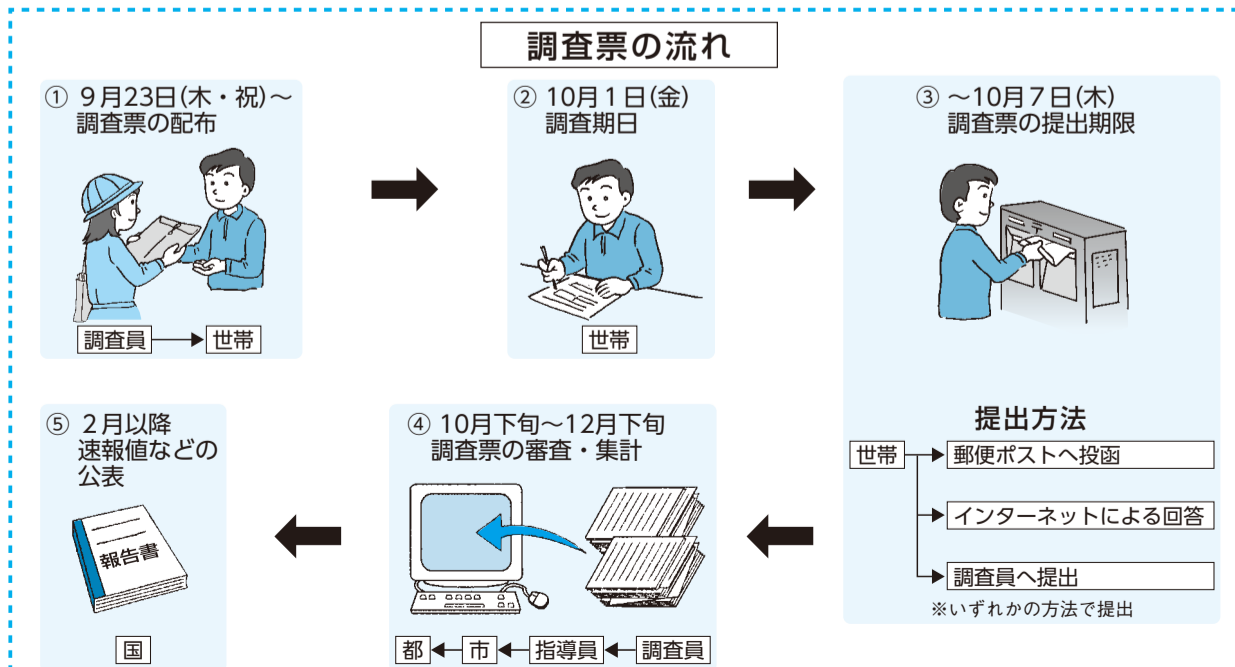 調査票の流れ
① 9月23日(木・祝)～
調査票の配布
調査員
世帯
② 10月1日(金)
調査期日
世帯
③ ～10月7日(木)
調査票の提出期限
提出方法
世帯
郵便ポストへ投函
インターネットによる回答
調査員へ提出
※いずれかの方法で提出
④ 10月下旬～12月下旬
調査票の審査・集計
都
市
指導員
調査員
⑤ 2月以降
速報値などの
公表
報告書
国